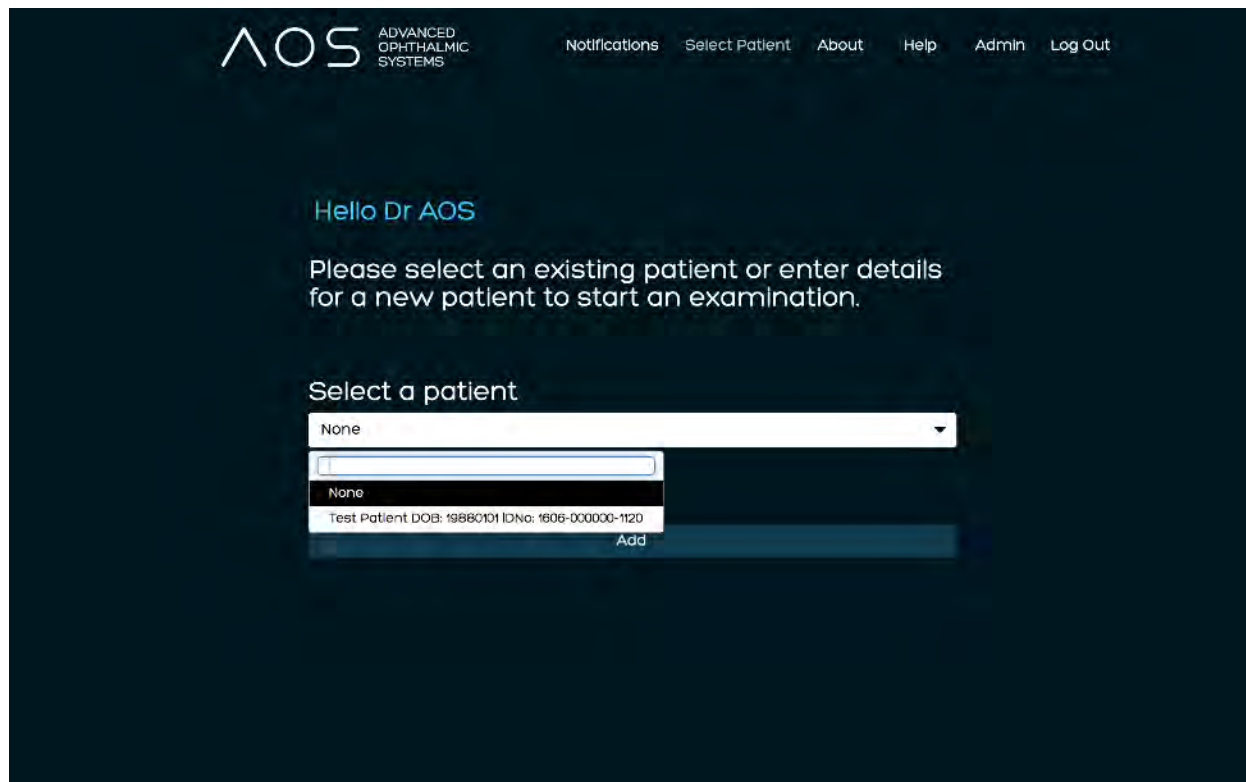 AOS ADVANCED
OPHTHALMIC
SYSTEMS
Notifications Select Patient About Help Admin Log Out
Hello Dr AOS
Please select an existing patient or enter details
for a new patient to start an examination.
Select a patient
None
None
Test Patient DOB: 19880101 IDNo: 1606-000000-1120
Add